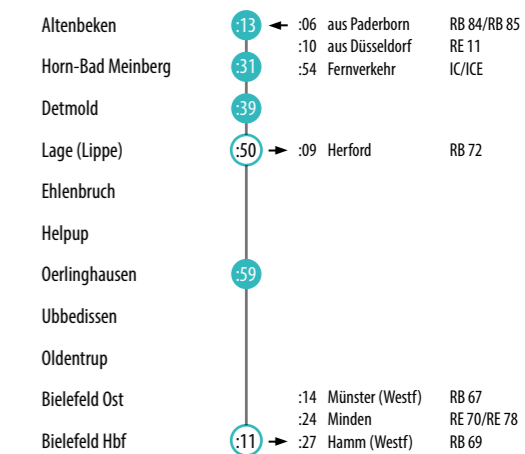 Altenbeken :13 :06 aus Paderborn RB 84/RB 85
:10 aus Düsseldorf RE 11
Horn-Bad Meinberg :31 :54 Fernverkehr IC/ICE
Detmold :39
Lage (Lippe) :50 :09 Herford RB 72
Ehlenbruch
Helpup
Oerlinghausen :59
Ubbedissen
Oldentrup
Bielefeld Ost :14 Münster (Westf) RB 67
:24 Minden RE 70/RE 78
Bielefeld Hbf :11 :27 Hamm (Westf) RB 69